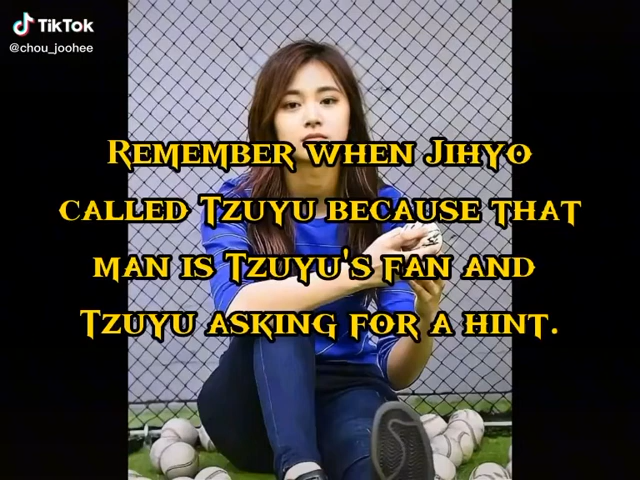 TikTok
@chou_joohee
Remember when Jihyo
called Tzuyu because that
man is Tzuyu's fan and
Tzuyu asking for a hint.